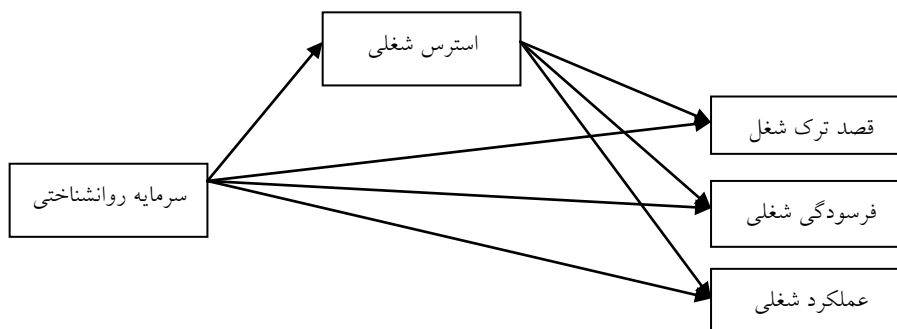 استرس شغلی
قصد ترک شغل
سرمایه روانشناختی
فرسودگی شغلی
عملکرد شغلی